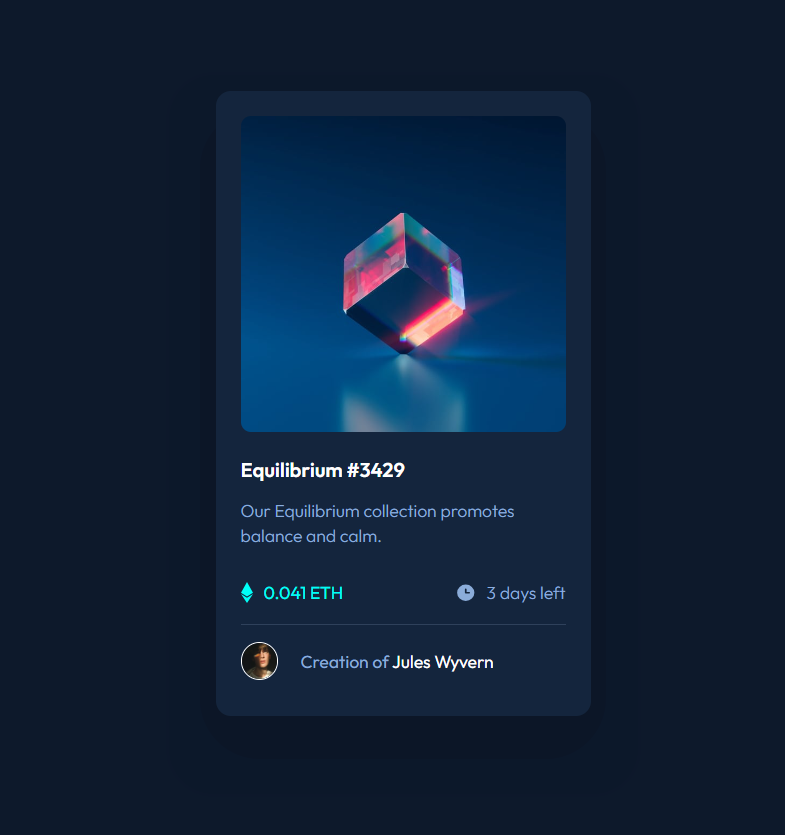 Equilibrium #3429
Our Equilibrium collection promotes
balance and calm.
0.041 ETH
3 days left
Creation of Jules Wyvern